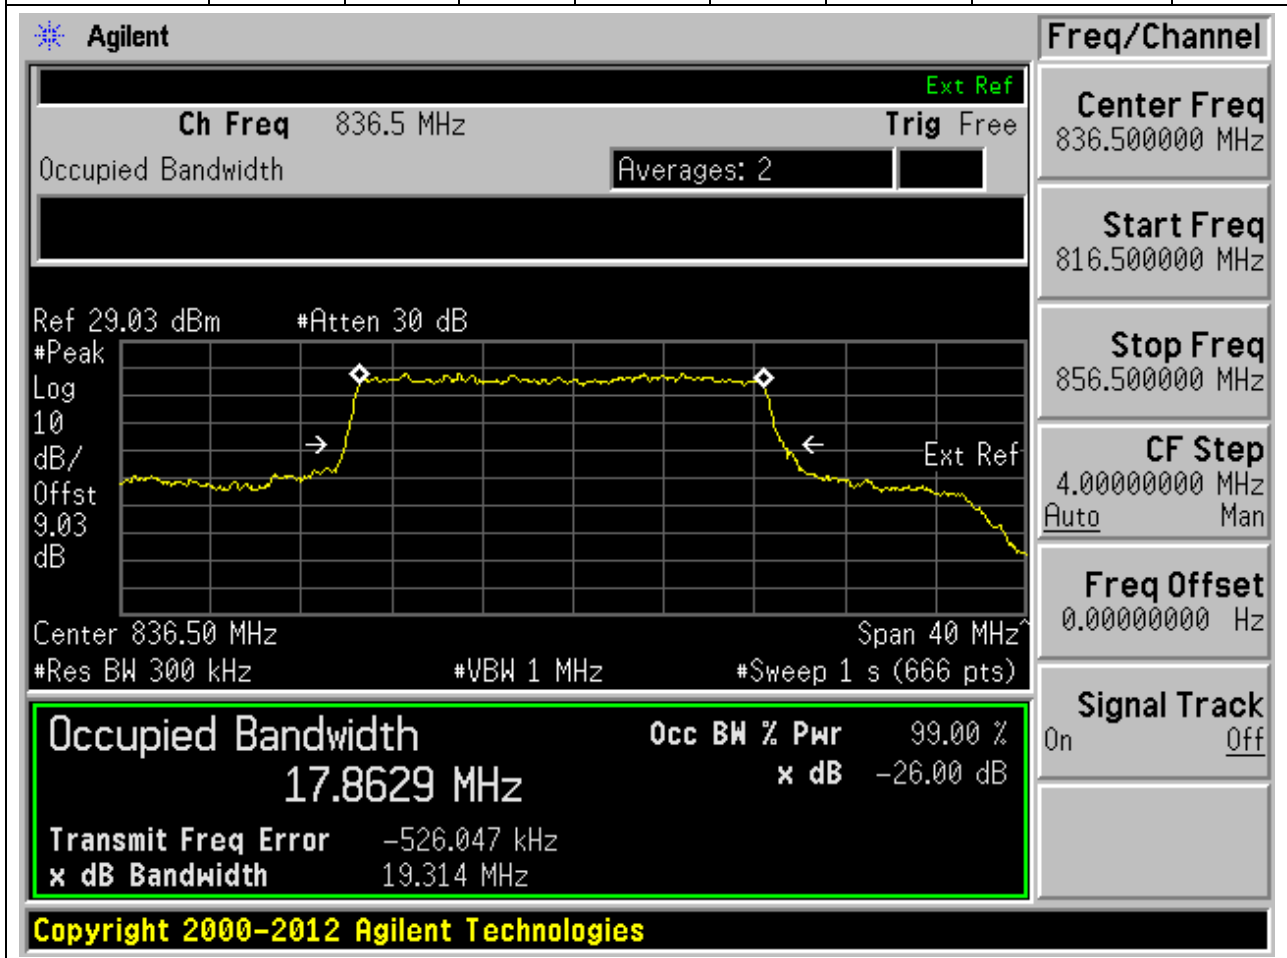 Agilent
Freq/Channel
Ext Ref
Ch Freq 836.5 MHz Trig Free
Occupied Bandwidth Averages: 2
Center Freq
836.500000 MHz
Start Freq
816.500000 MHz
Ref 29.03 dBm #Atten 30 dB
#Peak
Log
10
dB/
Offst
9.03
dB
Ext Ref
Stop Freq
856.500000 MHz
CF Step
4.00000000 MHz
Auto Man
Freq Offset
0.00000000 Hz
Center 836.50 MHz Span 40 MHz^
#Res BW 300 kHz #VBW 1 MHz #Sweep 1 s (666 pts)
Signal Track
On Off
Occupied Bandwidth Occ BW % Pwr 99.00 %
17.8629 MHz x dB -26.00 dB
Transmit Freq Error -526.047 kHz
x dB Bandwidth 19.314 MHz
Copyright 2000-2012 Agilent Technologies